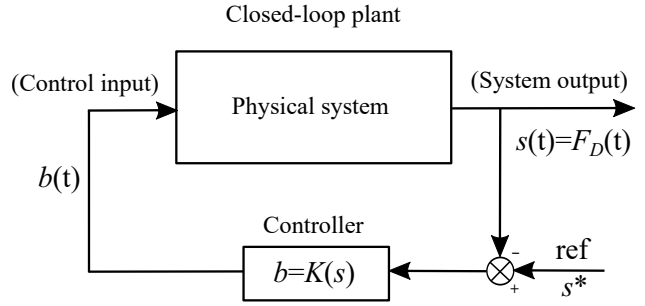 Closed-loop plant
(Control input)
(System output)
Physical system
s(t)=F_D(t)
b(t)
Controller
b=K(s)
−
+
ref
s*